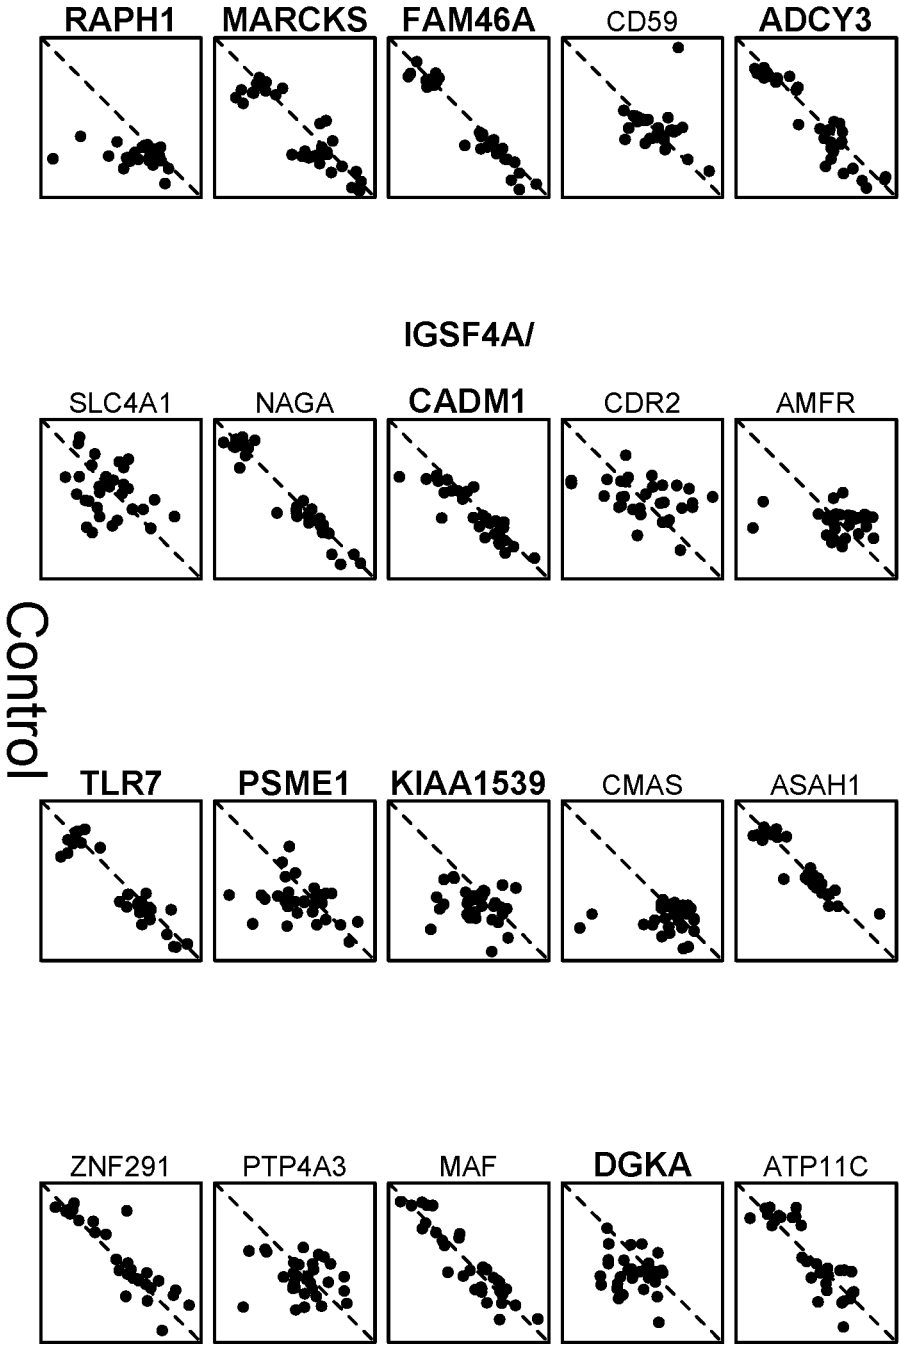 RAPH1 MARCKS FAM46A CD59 ADCY3
IGSF4A/
SLC4A1 NAGA CADM1 CDR2 AMFR
Control
TLR7 PSME1 KIAA1539 CMAS ASAH1
ZNF291 PTP4A3 MAF DGKA ATP11C